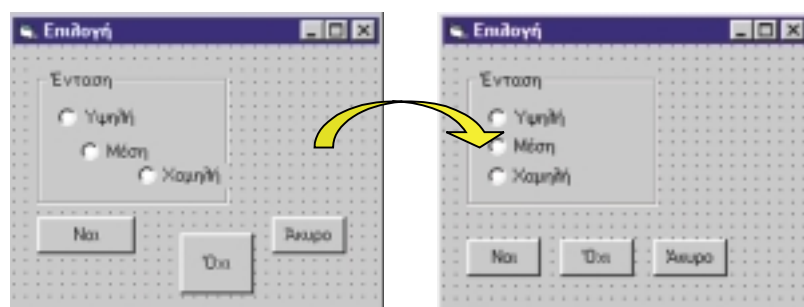 Επιλογή
Ένταση
Υψηλή
Μέση
Χαμηλή
Ναι
Όχι
Άκυρο
Επιλογή
Ένταση
Υψηλή
Μέση
Χαμηλή
Ναι
Όχι
Άκυρο